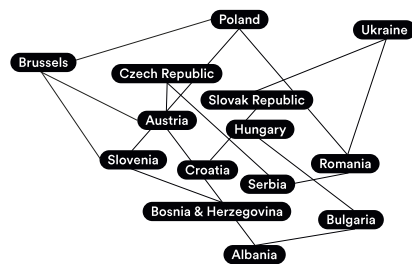 Poland
Ukraine
Brussels
Czech Republic
Slovak Republic
Austria
Hungary
Slovenia
Croatia
Romania
Serbia
Bosnia & Herzegovina
Bulgaria
Albania